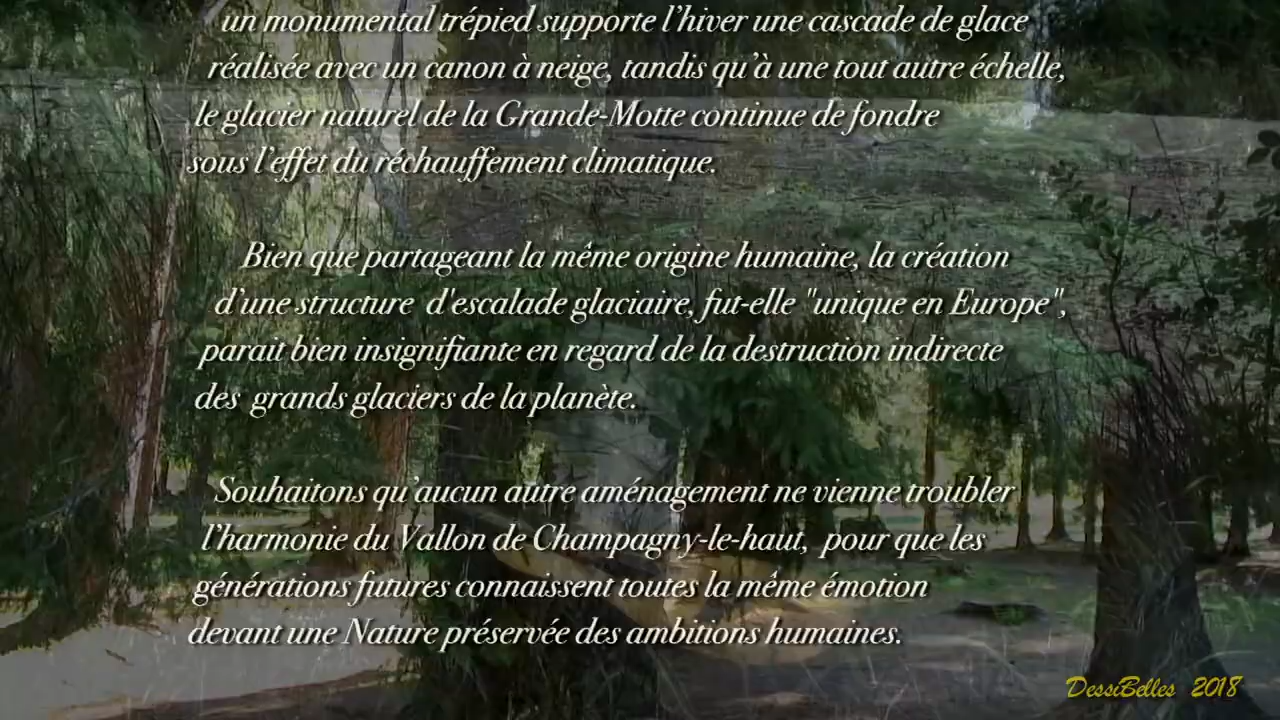 un monumental trépied supporte l'hiver une cascade de glace
réalisée avec un canon à neige, tandis qu'à une tout autre échelle,
le glacier naturel de la Grande-Motte continue de fondre
sous l'effet du réchauffement climatique.
Bien que partageant la même origine humaine, la création
d'une structure d'escalade glaciaire, fut-elle "unique en Europe",
parait bien insignifiante en regard de la destruction indirecte
des grands glaciers de la planète.
Souhaitons qu'aucun autre aménagement ne vienne troubler
l'harmonie du Vallon de Champagny-le-haut, pour que les
générations futures connaissent toutes la même émotion
devant une Nature préservée des ambitions humaines.
DessiBelles 2018